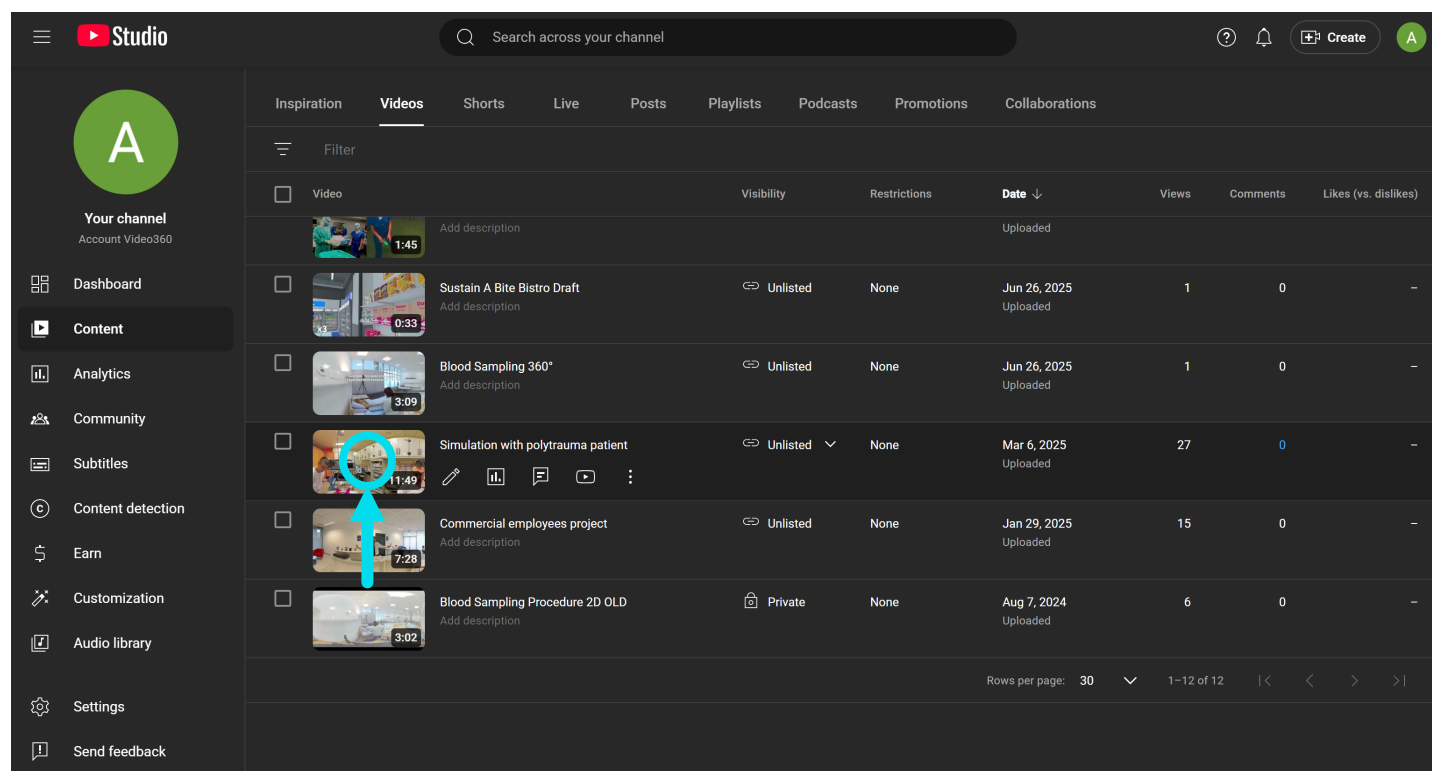 Studio
Search across your channel
Create
A
A
Your channel
Account Video360
Dashboard
Content
Analytics
Community
Subtitles
Content detection
Earn
Customization
Audio library
Settings
Send feedback
Inspiration Videos Shorts Live Posts Playlists Podcasts Promotions Collaborations
Filter
Video Visibility Restrictions Date Views Comments Likes (vs. dislikes)
1:45 Add description Uploaded
Sustain A Bite Bistro Draft Unlisted None Jun 26, 2025 1 0 –
Add description Uploaded
x3 0:33
Blood Sampling 360° Unlisted None Jun 26, 2025 1 0 –
Add description Uploaded
3:09
Simulation with polytrauma patient Unlisted None Mar 6, 2025 27 0 –
Uploaded
11:49
Commercial employees project Unlisted None Jan 29, 2025 15 0 –
Add description Uploaded
7:28
Blood Sampling Procedure 2D OLD Private None Aug 7, 2024 6 0 –
Add description Uploaded
3:02
Rows per page: 30 1–12 of 12